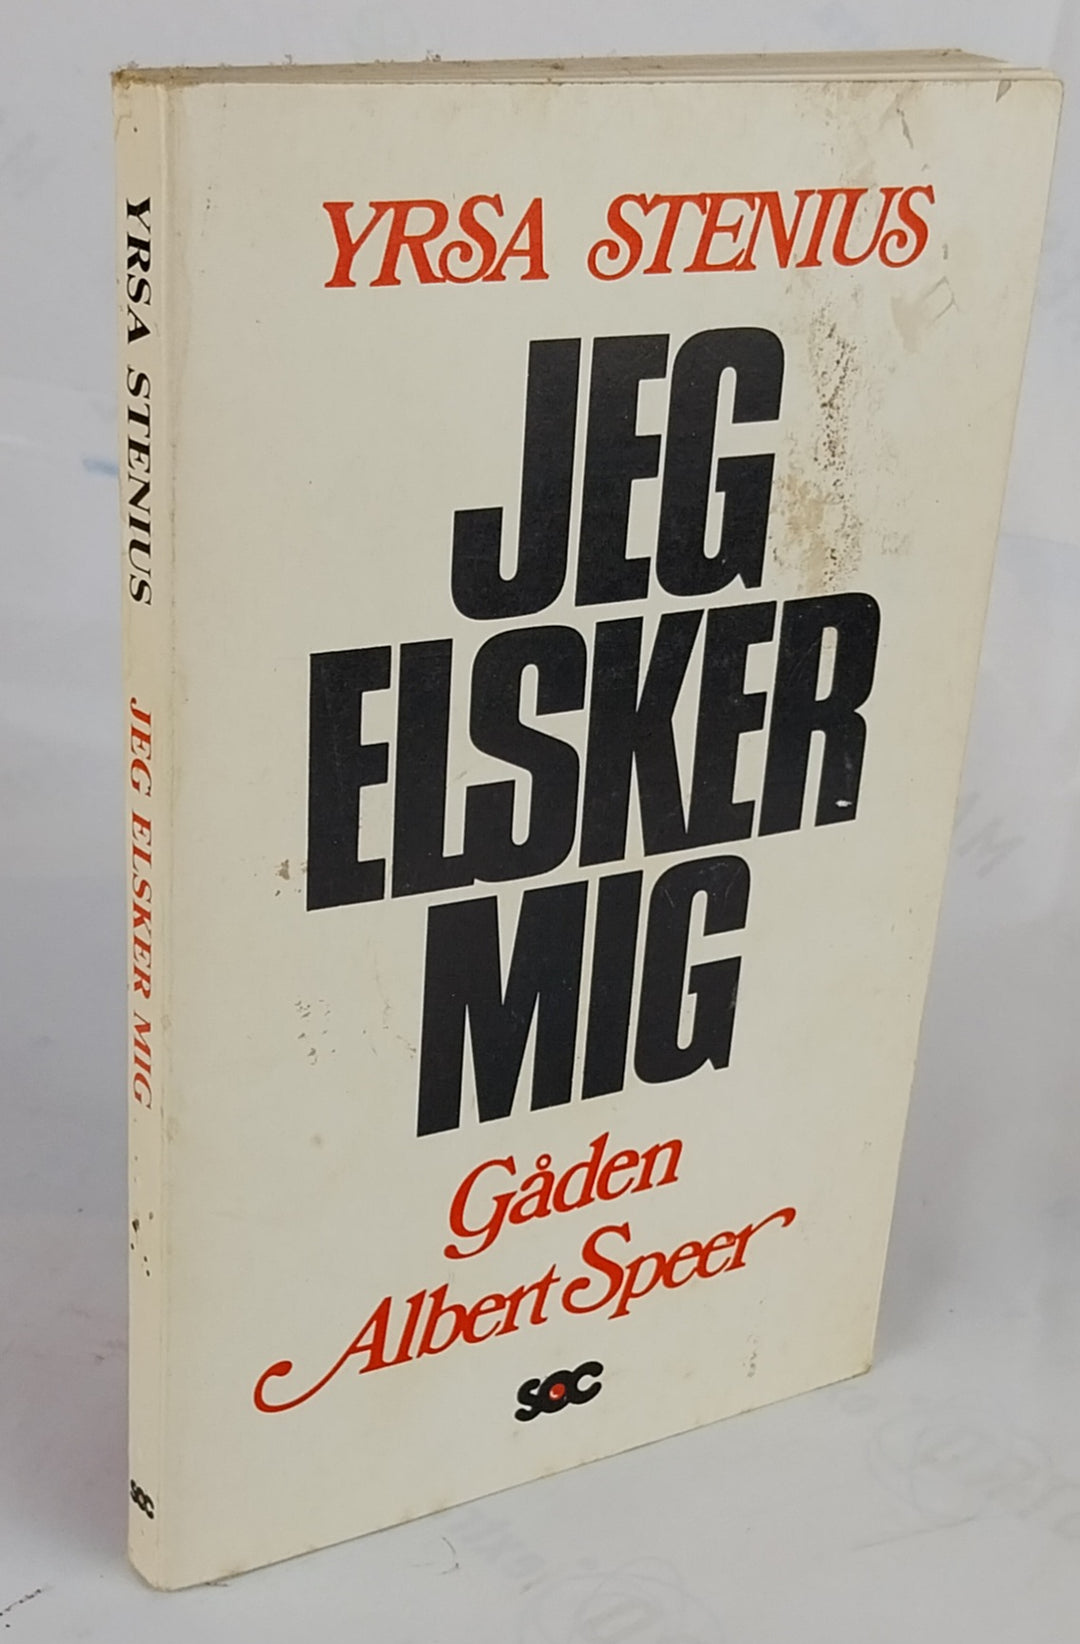 YRSA STENIUS
JEG
ELSKER
MIG
Gåden
Albert Speer
SOC
YRSA STENIUS JEG ELSKER MIG SOC